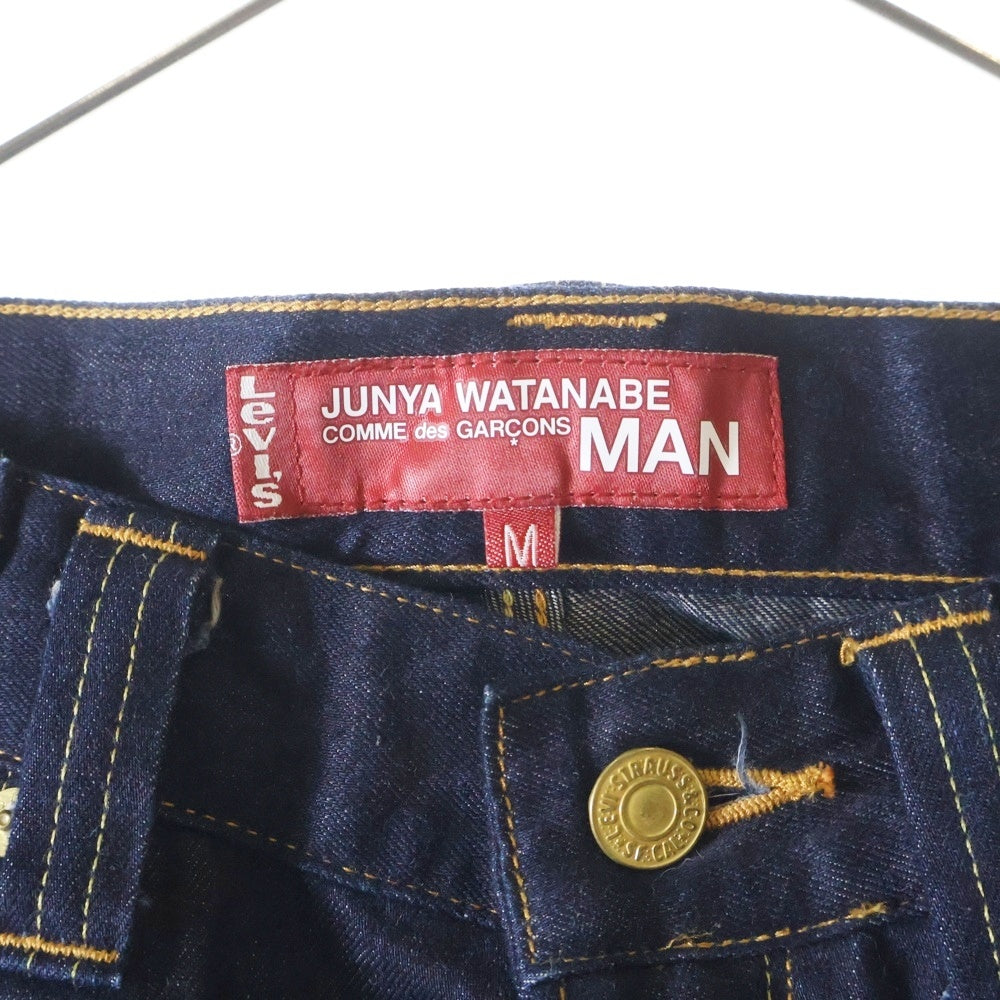 LEVI'S
®
JUNYA WATANABE
COMME des GARÇONS
*
MAN
M
LEVI STRAUSS & CO.
S.F. CAL.